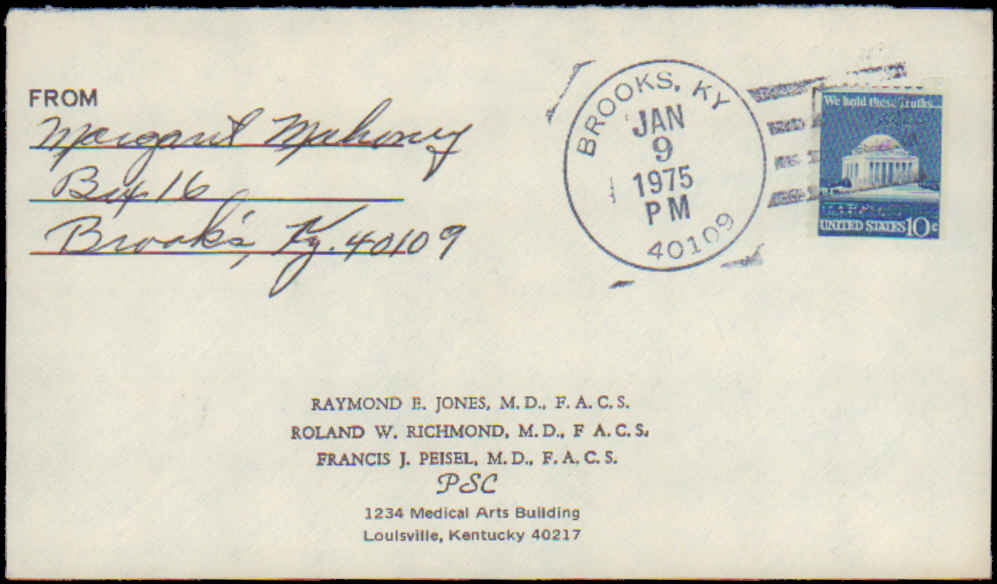 FROM
Margaret Mahoney
Box 16
Brooks, Ky. 40109
BROOKS, KY
JAN
9
1975
PM
40109
We hold these Truths...
UNITED STATES 10c
RAYMOND E. JONES, M.D., F.A.C.S.
ROLAND W. RICHMOND, M.D., F A.C.S.
FRANCIS J. PEISEL, M.D., F.A.C.S.
PSC
1234 Medical Arts Building
Louisville, Kentucky 40217